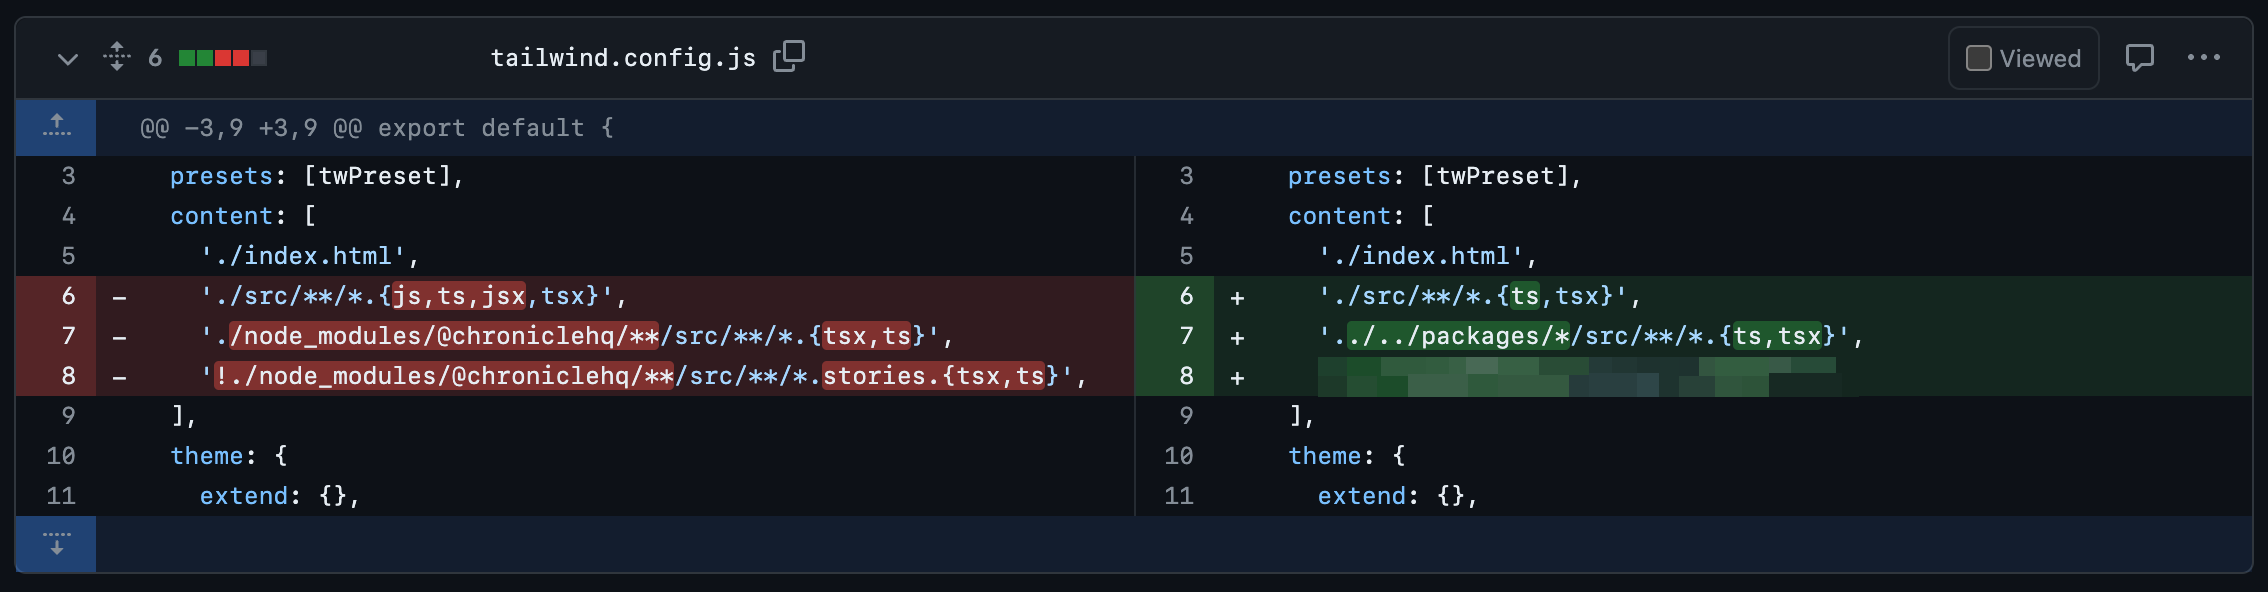 6 tailwind.config.js Viewed
@@ -3,9 +3,9 @@ export default {
3 presets: [twPreset],
4 content: [
5 './index.html',
6 - './src/**/*.{js,ts,jsx,tsx}',
7 - './node_modules/@chroniclehq/**/src/**/*.{tsx,ts}',
8 - '!./node_modules/@chroniclehq/**/src/**/*.stories.{tsx,ts}',
9 ],
10 theme: {
11 extend: {},
3 presets: [twPreset],
4 content: [
5 './index.html',
6 + './src/**/*.{ts,tsx}',
7 + '../../packages/*/src/**/*.{ts,tsx}',
8 +
9 ],
10 theme: {
11 extend: {},